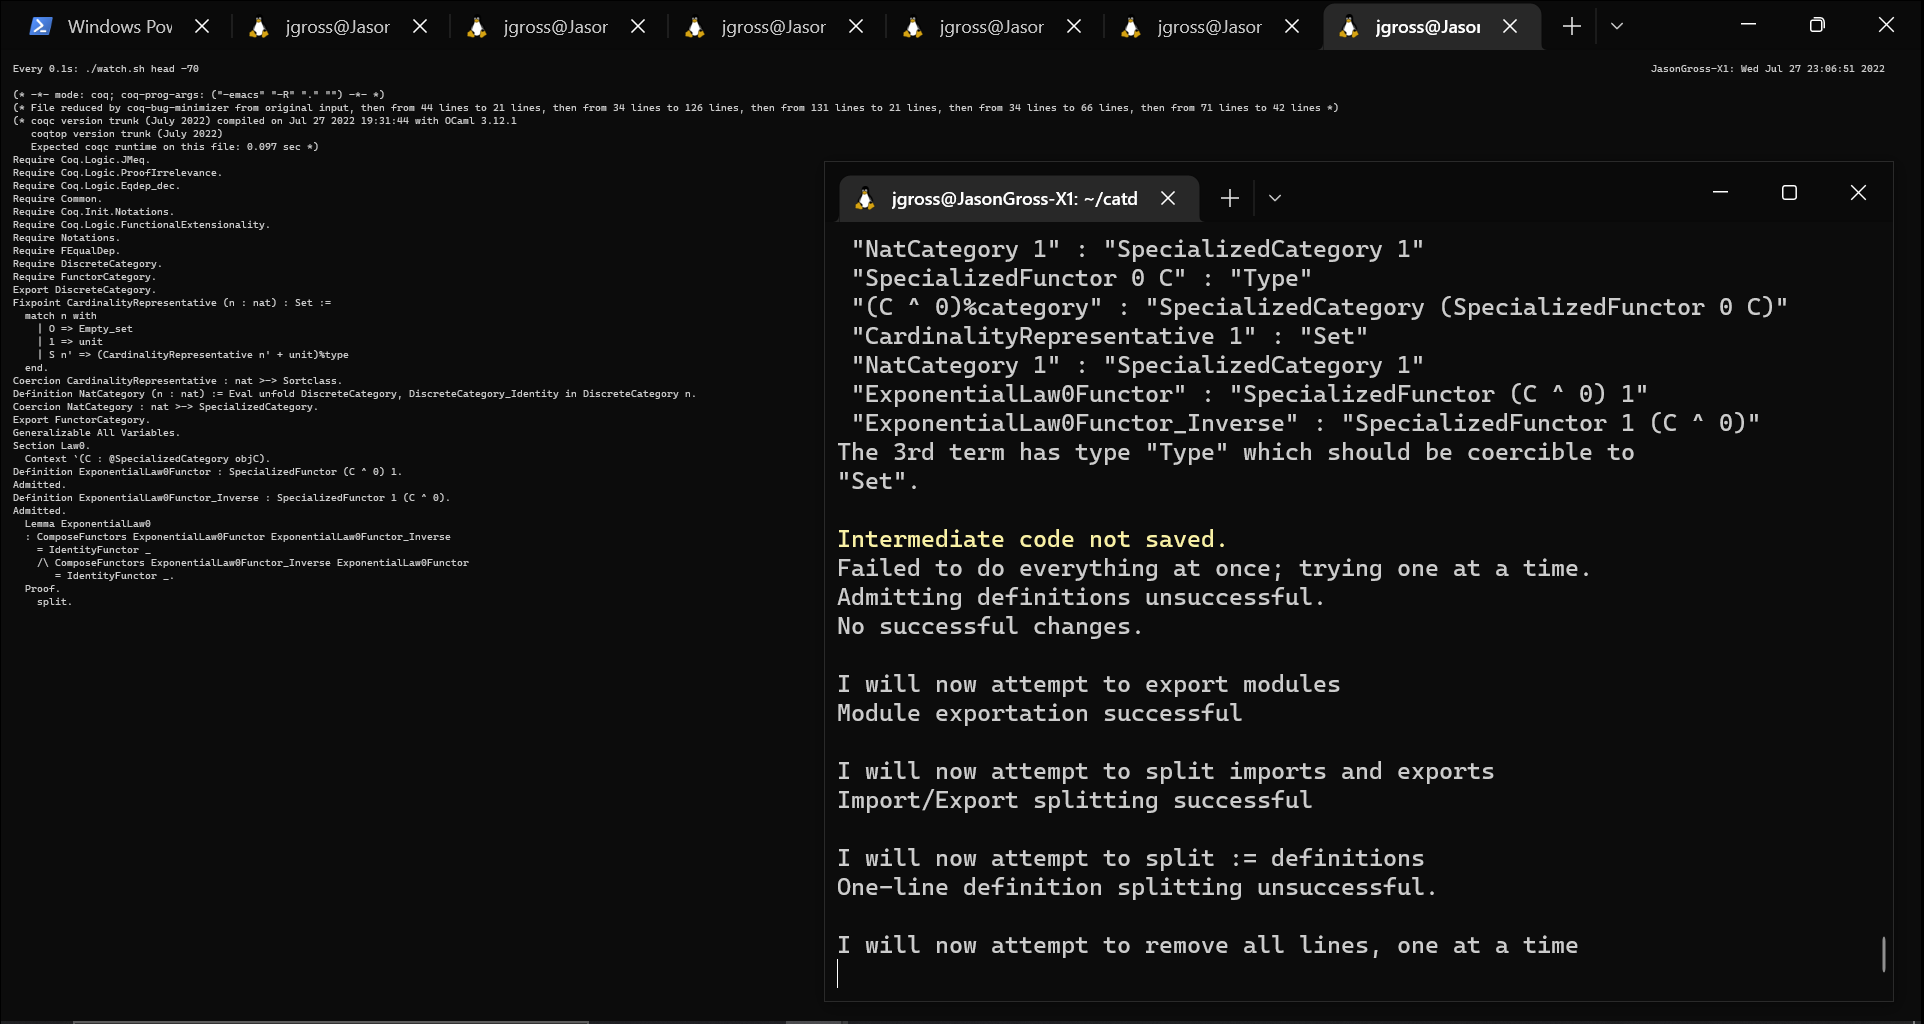 Windows Pov
jgross@Jasor
jgross@Jasor
jgross@Jasor
jgross@Jasor
jgross@Jasor
jgross@Jasor
Every 0.1s: ./watch.sh head -70
JasonGross-X1: Wed Jul 27 23:06:51 2022
(* -*- mode: coq; coq-prog-args: ("-emacs" "-R" "." "") -*- *)
(* File reduced by coq-bug-minimizer from original input, then from 44 lines to 21 lines, then from 34 lines to 126 lines, then from 131 lines to 21 lines, then from 34 lines to 66 lines, then from 71 lines to 42 lines *)
(* coqc version trunk (July 2022) compiled on Jul 27 2022 19:31:44 with OCaml 3.12.1
coqtop version trunk (July 2022)
Expected coqc runtime on this file: 0.097 sec *)
Require Coq.Logic.JMeq.
Require Coq.Logic.ProofIrrelevance.
Require Coq.Logic.Eqdep_dec.
Require Common.
Require Coq.Init.Notations.
Require Coq.Logic.FunctionalExtensionality.
Require Notations.
Require FEqualDep.
Require DiscreteCategory.
Require FunctorCategory.
Export DiscreteCategory.
Fixpoint CardinalityRepresentative (n : nat) : Set :=
match n with
| O => Empty_set
| 1 => unit
| S n' => (CardinalityRepresentative n' + unit)%type
end.
Coercion CardinalityRepresentative : nat >-> Sortclass.
Definition NatCategory (n : nat) := Eval unfold DiscreteCategory, DiscreteCategory_Identity in DiscreteCategory n.
Coercion NatCategory : nat >-> SpecializedCategory.
Export FunctorCategory.
Generalizable All Variables.
Section Law0.
Context `(C : @SpecializedCategory objC).
Definition ExponentialLaw0Functor : SpecializedFunctor (C ^ 0) 1.
Admitted.
Definition ExponentialLaw0Functor_Inverse : SpecializedFunctor 1 (C ^ 0).
Admitted.
Lemma ExponentialLaw0
: ComposeFunctors ExponentialLaw0Functor ExponentialLaw0Functor_Inverse
= IdentityFunctor _
/\ ComposeFunctors ExponentialLaw0Functor_Inverse ExponentialLaw0Functor
= IdentityFunctor _.
Proof.
split.
jgross@JasonGross-X1: ~/catd
"NatCategory 1" : "SpecializedCategory 1"
"SpecializedFunctor 0 C" : "Type"
"(C ^ 0)%category" : "SpecializedCategory (SpecializedFunctor 0 C)"
"CardinalityRepresentative 1" : "Set"
"NatCategory 1" : "SpecializedCategory 1"
"ExponentialLaw0Functor" : "SpecializedFunctor (C ^ 0) 1"
"ExponentialLaw0Functor_Inverse" : "SpecializedFunctor 1 (C ^ 0)"
The 3rd term has type "Type" which should be coercible to
"Set".
Intermediate code not saved.
Failed to do everything at once; trying one at a time.
Admitting definitions unsuccessful.
No successful changes.
I will now attempt to export modules
Module exportation successful
I will now attempt to split imports and exports
Import/Export splitting successful
I will now attempt to split := definitions
One-line definition splitting unsuccessful.
I will now attempt to remove all lines, one at a time